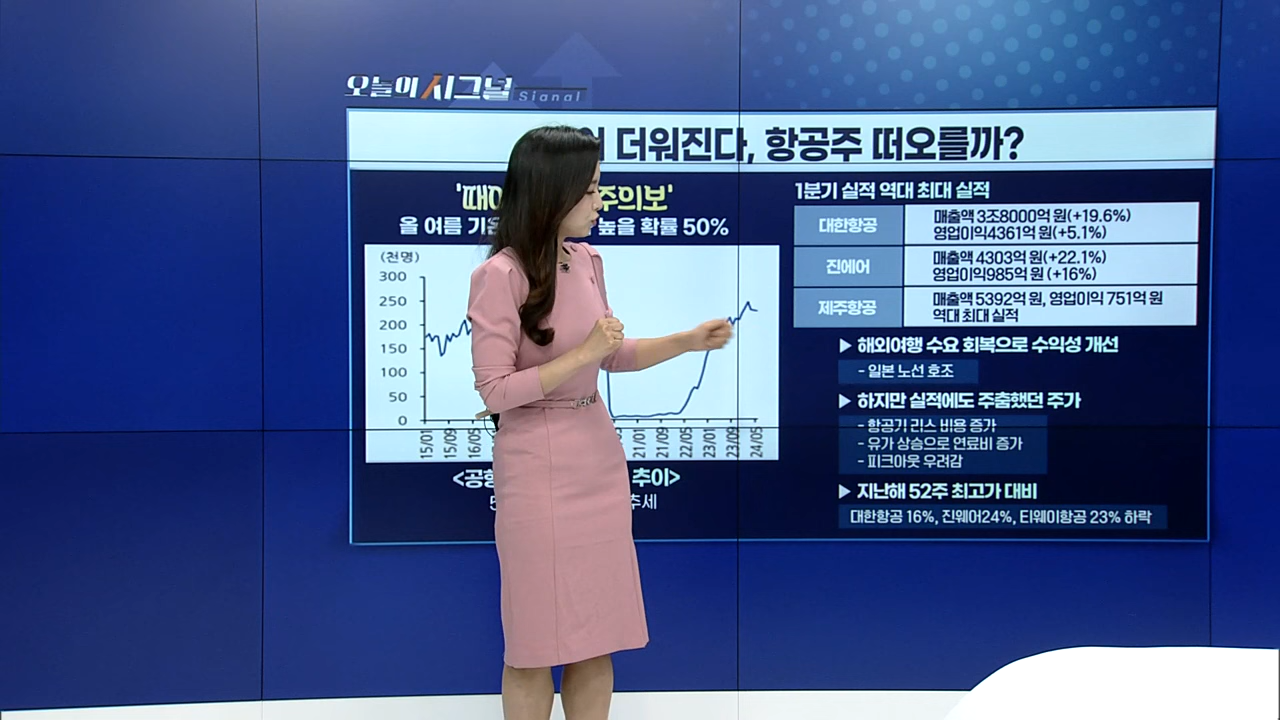 오늘의 시그널
Signal
더워진다, 항공주 떠오를까?
주의보'
올 여름 높을 확률 50%
(천명)
300
250
200
150
100
50
0
15/01
15/09
16/05
21/01
21/09
22/05
23/01
23/09
24/05
추이>
추세
1분기 실적 역대 최대 실적
대한항공
매출액 3조8000억 원(+19.6%)
영업이익4361억 원(+5.1%)
진에어
매출액 4303억 원(+22.1%)
영업이익985억 원 (+16%)
제주항공
매출액 5392억 원, 영업이익 751억 원
역대 최대 실적
▶ 해외여행 수요 회복으로 수익성 개선
- 일본 노선 호조
▶ 하지만 실적에도 주춤했던 주가
- 항공기 리스 비용 증가
- 유가 상승으로 연료비 증가
- 피크아웃 우려감
▶ 지난해 52주 최고가 대비
대한항공 16%, 진웨어24%, 티웨이항공 23% 하락